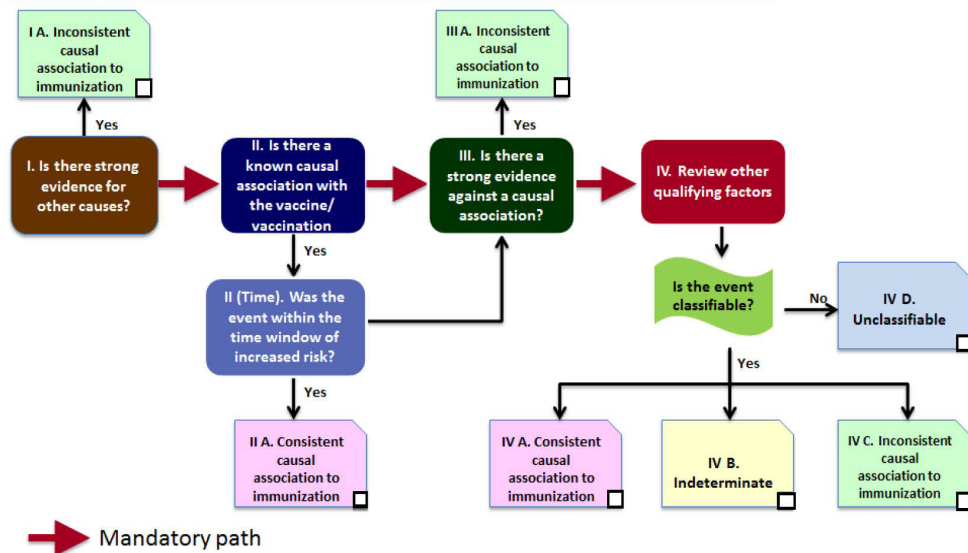 I A. Inconsistent
causal
association to
immunization
III A. Inconsistent
causal
association to
immunization
Yes
Yes
I. Is there strong
evidence for
other causes?
II. Is there a
known causal
association with
the vaccine/
vaccination
III. Is there a
strong evidence
against a causal
association?
IV. Review other
qualifying factors
Yes
II (Time). Was the
event within the
time window of
increased risk?
Is the event
classifiable?
No
IV D.
Unclassifiable
Yes
Yes
II A. Consistent
causal
association to
immunization
IV A. Consistent
causal
association to
immunization
IV B.
Indeterminate
IV C. Inconsistent
causal
association to
immunization
Mandatory path